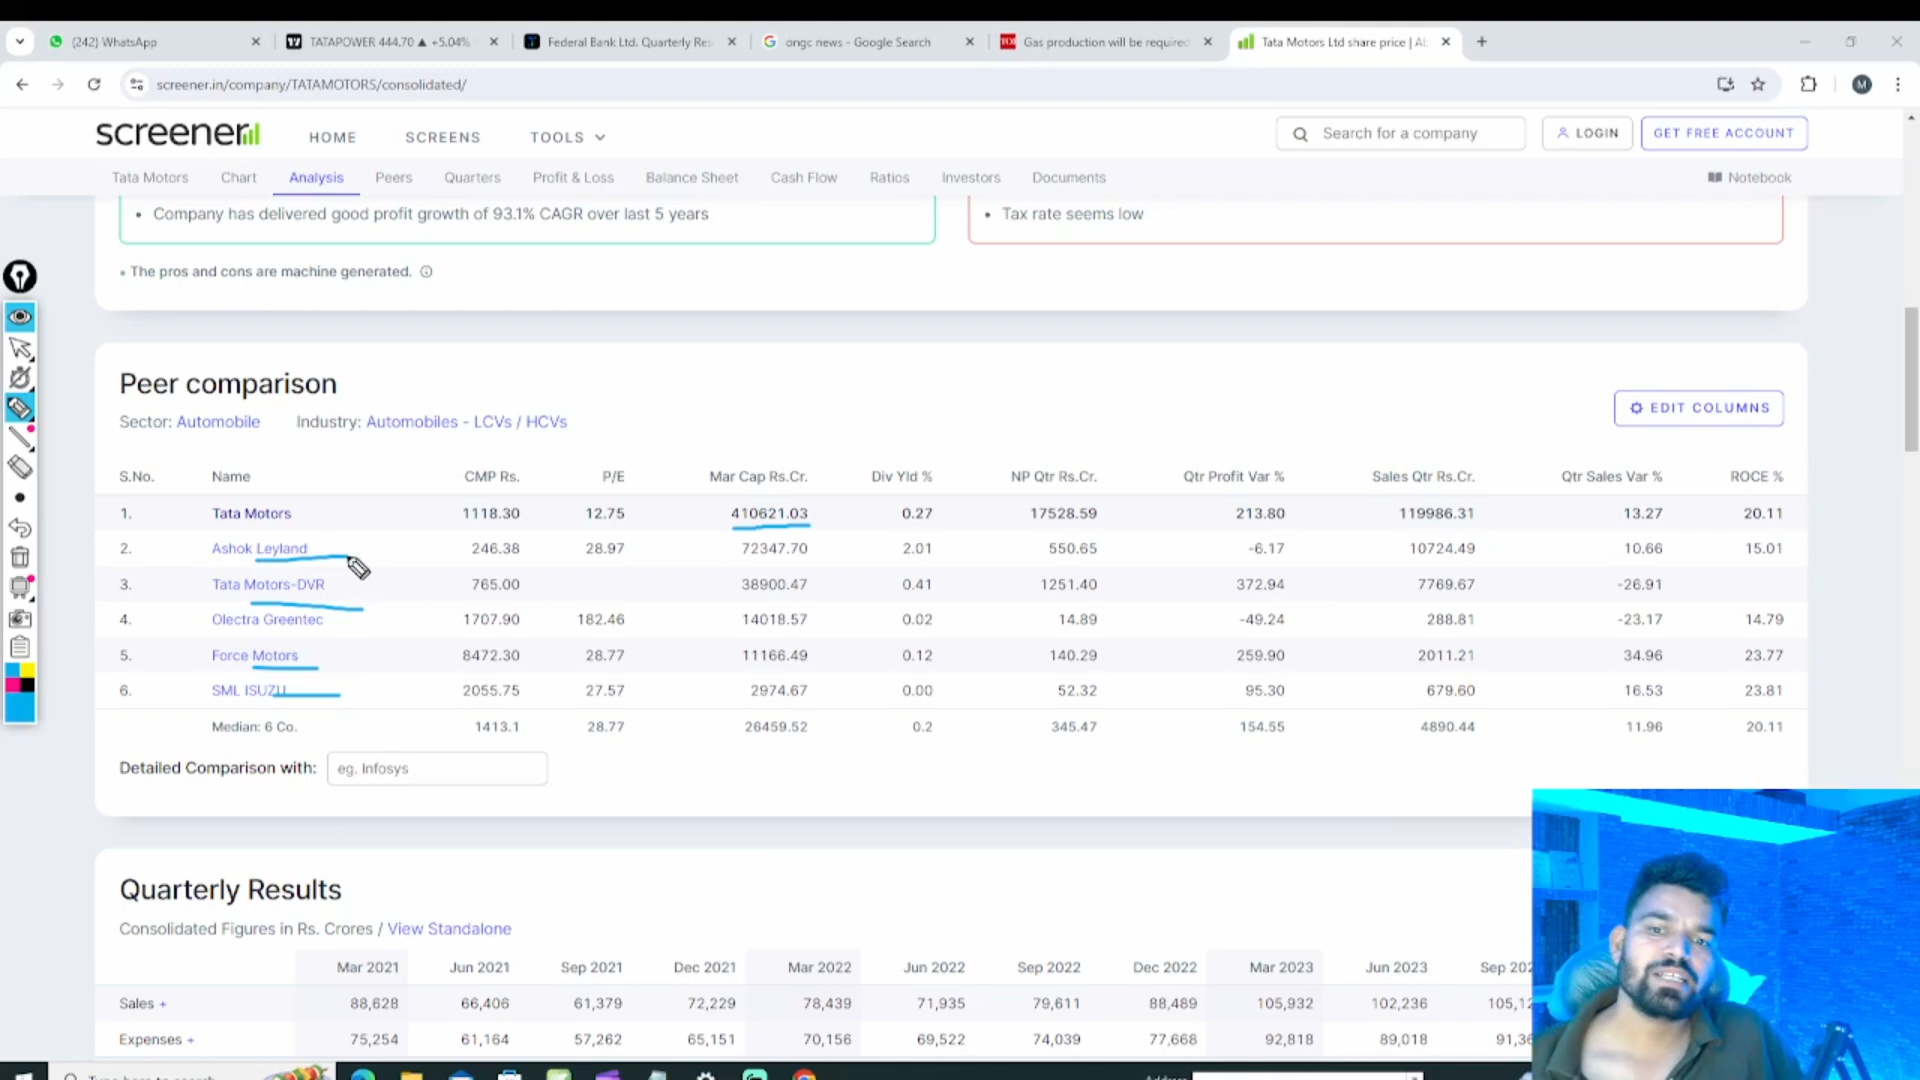 (242) WhatsApp
TATAPOWER 444.70 ▲ +5.04%
Federal Bank Ltd. Quarterly Res
ongc news - Google Search
Gas production will be required
Tata Motors Ltd share price | Al
screener.in/company/TATAMOTORS/consolidated/
M
screener
HOME SCREENS TOOLS
Search for a company
LOGIN
GET FREE ACCOUNT
Tata Motors Chart Analysis Peers Quarters Profit & Loss Balance Sheet Cash Flow Ratios Investors Documents Notebook
• Company has delivered good profit growth of 93.1% CAGR over last 5 years
• Tax rate seems low
* The pros and cons are machine generated.
Peer comparison
Sector: Automobile Industry: Automobiles - LCVs / HCVs
EDIT COLUMNS
S.No. Name CMP Rs. P/E Mar Cap Rs.Cr. Div Yld % NP Qtr Rs.Cr. Qtr Profit Var % Sales Qtr Rs.Cr. Qtr Sales Var % ROCE %
1. Tata Motors 1118.30 12.75 410621.03 0.27 17528.59 213.80 119986.31 13.27 20.11
2. Ashok Leyland 246.38 28.97 72347.70 2.01 550.65 -6.17 10724.49 10.66 15.01
3. Tata Motors-DVR 765.00 38900.47 0.41 1251.40 372.94 7769.67 -26.91
4. Olectra Greentec 1707.90 182.46 14018.57 0.02 14.89 -49.24 288.81 -23.17 14.79
5. Force Motors 8472.30 28.77 11166.49 0.12 140.29 259.90 2011.21 34.96 23.77
6. SML ISUZU 2055.75 27.57 2974.67 0.00 52.32 95.30 679.60 16.53 23.81
Median: 6 Co. 1413.1 28.77 26459.52 0.2 345.47 154.55 4890.44 11.96 20.11
Detailed Comparison with: eg. Infosys
Quarterly Results
Consolidated Figures in Rs. Crores / View Standalone
Mar 2021 Jun 2021 Sep 2021 Dec 2021 Mar 2022 Jun 2022 Sep 2022 Dec 2022 Mar 2023 Jun 2023 Sep 202
Sales + 88,628 66,406 61,379 72,229 78,439 71,935 79,611 88,489 105,932 102,236 105,12
Expenses + 75,254 61,164 57,262 65,151 70,156 69,522 74,039 77,668 92,818 89,018 91,36